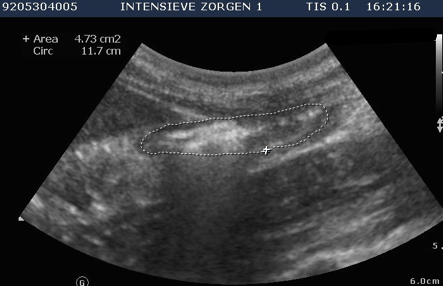 9205304005 INTENSIEVE ZORGEN 1 TIS 0.1 16:21:16
+ Area 4.73 cm2
Circ 11.7 cm
5.
G
6.0cm